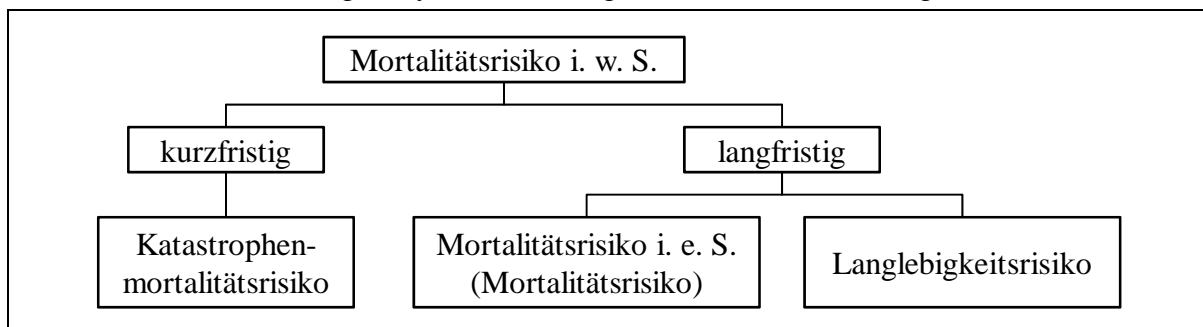 Mortalitätsrisiko i. w. S.
kurzfristig
langfristig
Katastrophen-
mortalitätsrisiko
Mortalitätsrisiko i. e. S.
(Mortalitätsrisiko)
Langlebigkeitsrisiko